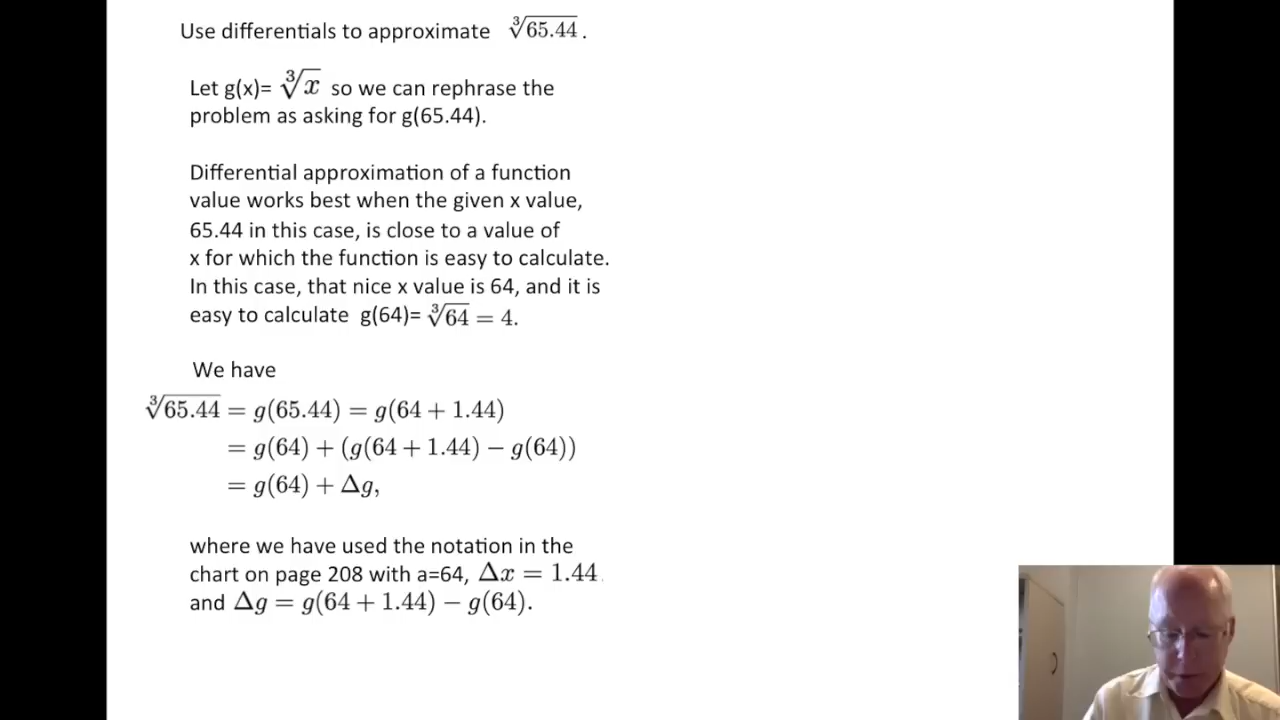 Use differentials to approximate ∛65.44 .
Let g(x)= ∛x so we can rephrase the
problem as asking for g(65.44).
Differential approximation of a function
value works best when the given x value,
65.44 in this case, is close to a value of
x for which the function is easy to calculate.
In this case, that nice x value is 64, and it is
easy to calculate g(64)= ∛64 = 4.
We have
∛65.44 = g(65.44) = g(64 + 1.44)
= g(64) + (g(64 + 1.44) − g(64))
= g(64) + Δg,
where we have used the notation in the
chart on page 208 with a=64, Δx = 1.44
and Δg = g(64 + 1.44) − g(64).